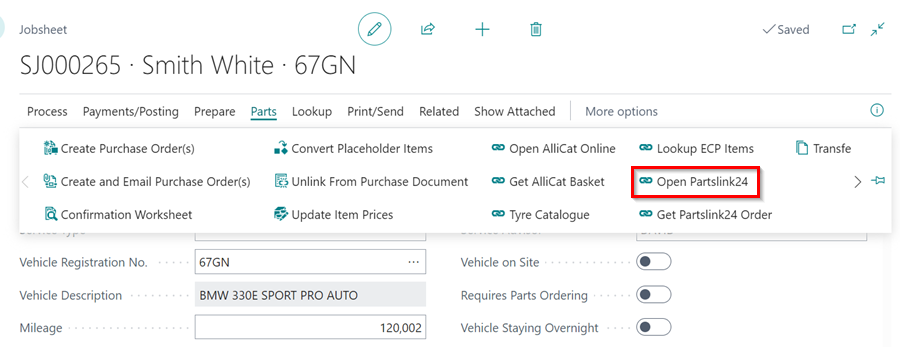 Jobsheet
Saved
SJ000265 · Smith White · 67GN
Process Payments/Posting Prepare Parts Lookup Print/Send Related Show Attached More options
Create Purchase Order(s) Convert Placeholder Items Open AlliCat Online Lookup ECP Items Transfe
Create and Email Purchase Order(s) Unlink From Purchase Document Get AlliCat Basket Open Partslink24
Confirmation Worksheet Update Item Prices Tyre Catalogue Get Partslink24 Order
Service Type Service Advisor
Vehicle Registration No. 67GN ... Vehicle on Site
Vehicle Description BMW 330E SPORT PRO AUTO Requires Parts Ordering
Mileage 120,002 Vehicle Staying Overnight